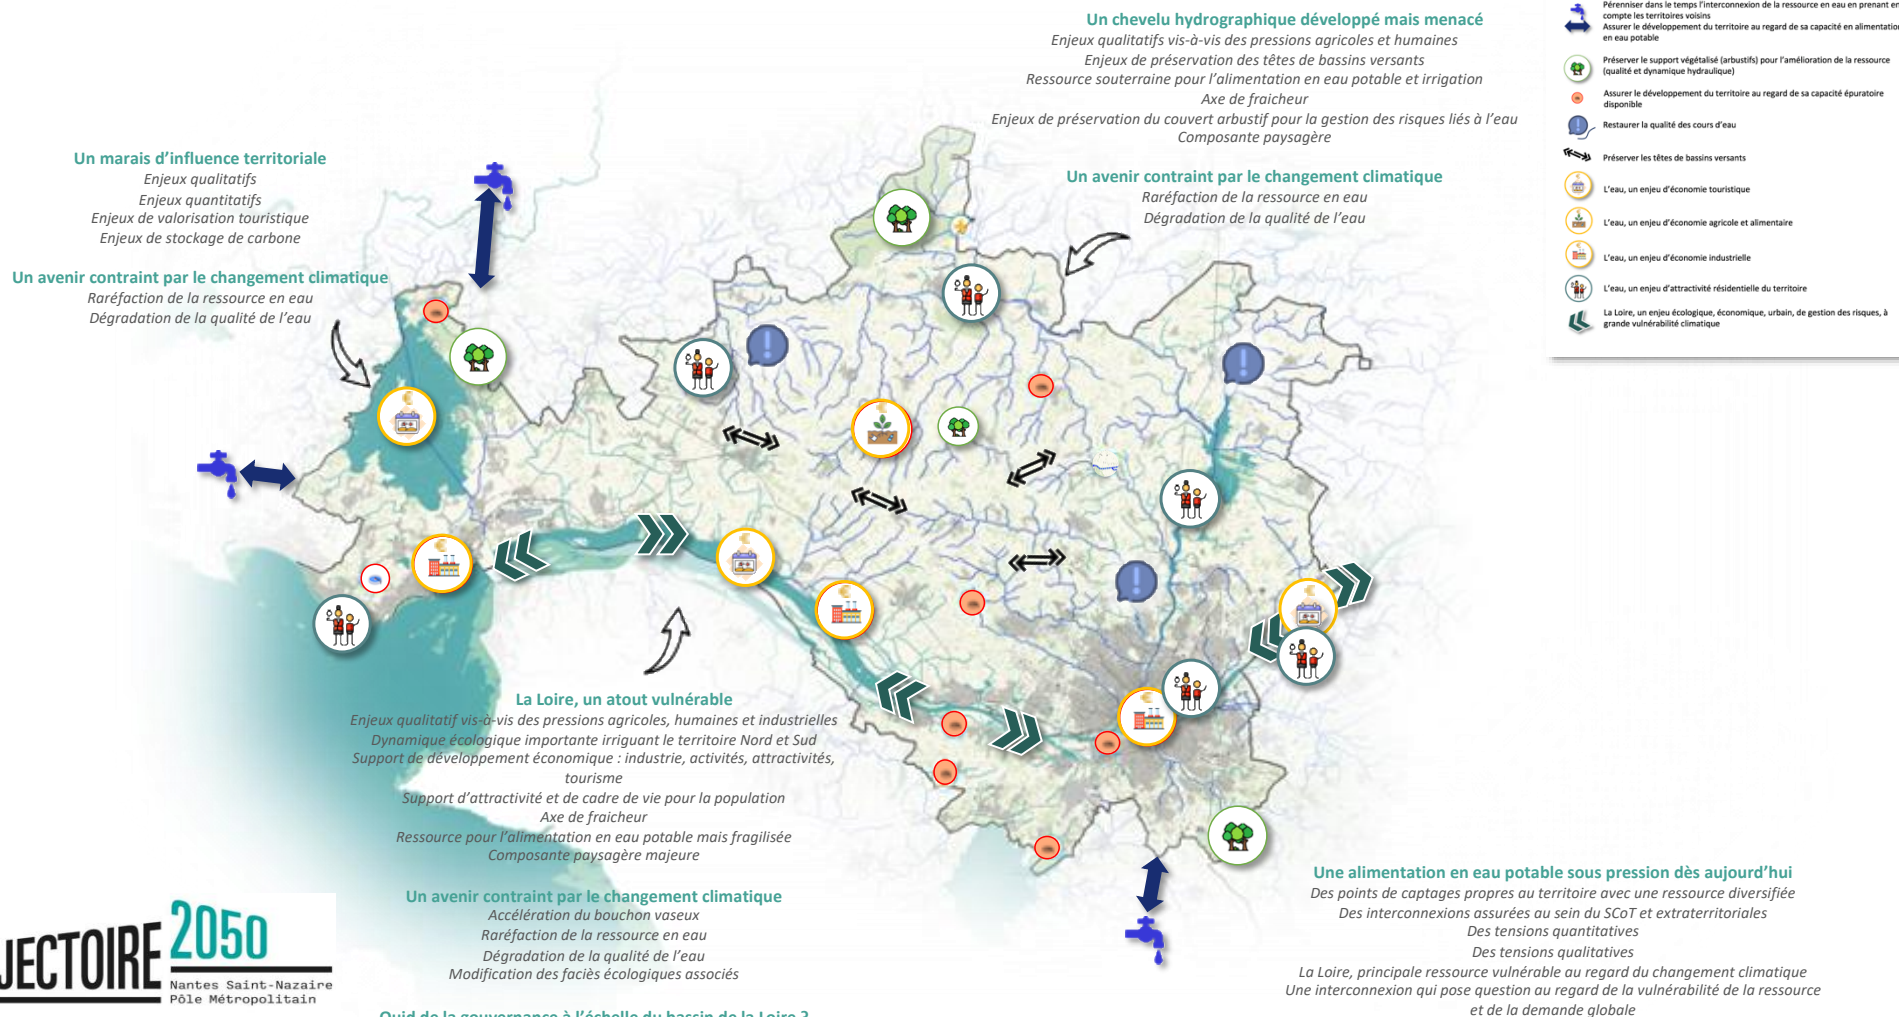 Un chevelu hydrographique développé mais menacé
Enjeux qualitatifs vis-à-vis des pressions agricoles et humaines
Enjeux de préservation des têtes de bassins versants
Ressource souterraine pour l'alimentation en eau potable et irrigation
Axe de fraicheur
Enjeux de préservation du couvert arbustif pour la gestion des risques liés à l'eau
Composante paysagère
Un avenir contraint par le changement climatique
Raréfaction de la ressource en eau
Dégradation de la qualité de l'eau
Pérenniser dans le temps l'interconnexion de la ressource en eau en prenant en
compte les territoires voisins
Assurer le développement du territoire au regard de sa capacité en alimentation
en eau potable
Préserver le support végétalisé (arbustifs) pour l'amélioration de la ressource
(qualité et dynamique hydraulique)
Assurer le développement du territoire au regard de sa capacité épuratoire
disponible
Restaurer la qualité des cours d'eau
Préserver les têtes de bassins versants
L'eau, un enjeu d'économie touristique
L'eau, un enjeu d'économie agricole et alimentaire
L'eau, un enjeu d'économie industrielle
L'eau, un enjeu d'attractivité résidentielle du territoire
La Loire, un enjeu écologique, économique, urbain, de gestion des risques, à
grande vulnérabilité climatique
Un marais d'influence territoriale
Enjeux qualitatifs
Enjeux quantitatifs
Enjeux de valorisation touristique
Enjeux de stockage de carbone
Un avenir contraint par le changement climatique
Raréfaction de la ressource en eau
Dégradation de la qualité de l'eau
La Loire, un atout vulnérable
Enjeux qualitatif vis-à-vis des pressions agricoles, humaines et industrielles
Dynamique écologique importante irriguant le territoire Nord et Sud
Support de développement économique : industrie, activités, attractivités,
tourisme
Support d'attractivité et de cadre de vie pour la population
Axe de fraicheur
Ressource pour l'alimentation en eau potable mais fragilisée
Composante paysagère majeure
Un avenir contraint par le changement climatique
Accélération du bouchon vaseux
Raréfaction de la ressource en eau
Dégradation de la qualité de l'eau
Modification des faciès écologiques associés
Quid de la gouvernance à l'échelle du bassin de la Loire ?
Une alimentation en eau potable sous pression dès aujourd'hui
Des points de captages propres au territoire avec une ressource diversifiée
Des interconnexions assurées au sein du SCoT et extraterritoriales
Des tensions quantitatives
Des tensions qualitatives
La Loire, principale ressource vulnérable au regard du changement climatique
Une interconnexion qui pose question au regard de la vulnérabilité de la ressource
et de la demande globale
JECTOIRE 2050
Nantes Saint-Nazaire
Pôle Métropolitain